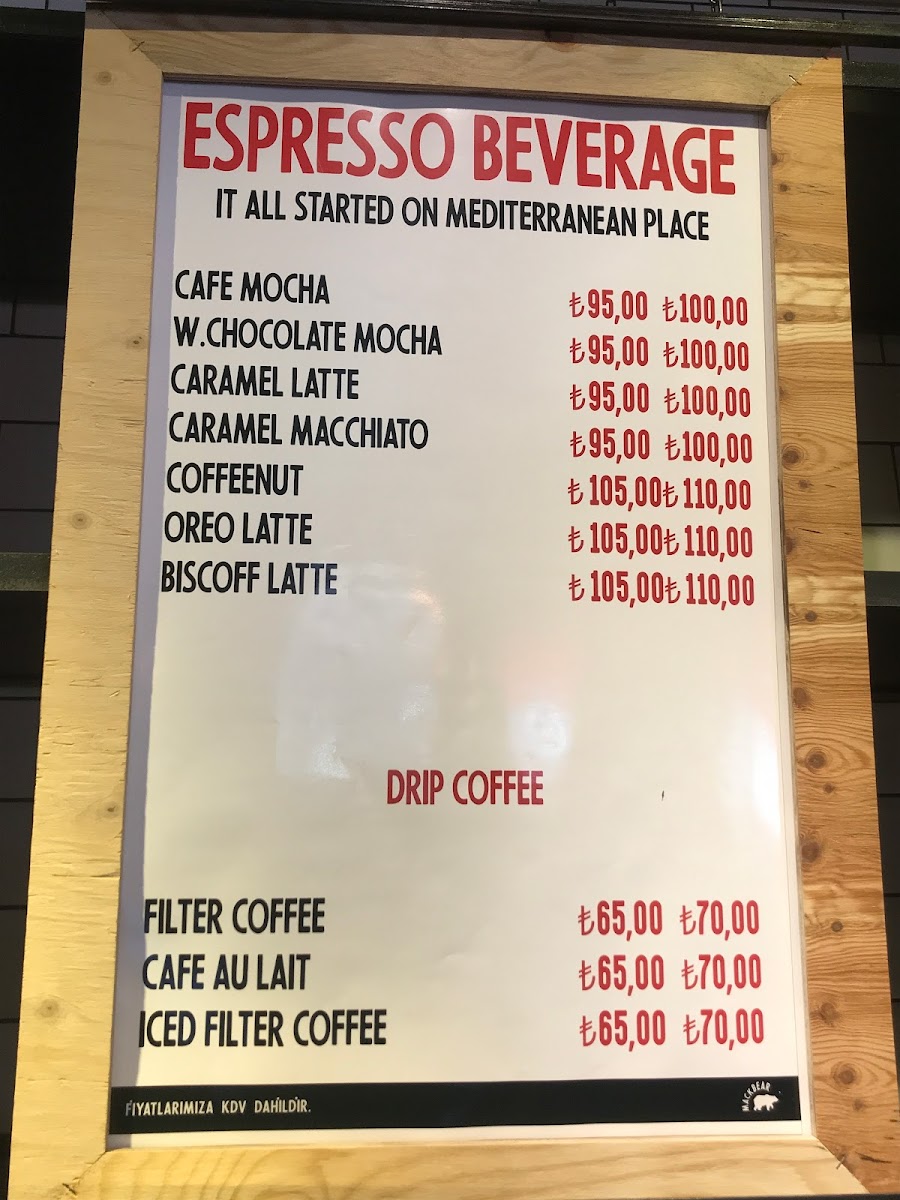 ESPRESSO BEVERAGE
IT ALL STARTED ON MEDITERRANEAN PLACE
CAFE MOCHA ₺95,00 ₺100,00
W.CHOCOLATE MOCHA ₺95,00 ₺100,00
CARAMEL LATTE ₺95,00 ₺100,00
CARAMEL MACCHIATO ₺95,00 ₺100,00
COFFEENUT ₺105,00 ₺110,00
OREO LATTE ₺105,00 ₺110,00
BISCOFF LATTE ₺105,00 ₺110,00
DRIP COFFEE
FILTER COFFEE ₺65,00 ₺70,00
CAFE AU LAIT ₺65,00 ₺70,00
ICED FILTER COFFEE ₺65,00 ₺70,00
FİYATLARIMIZA KDV DAHİLDİR.
MACKBEAR